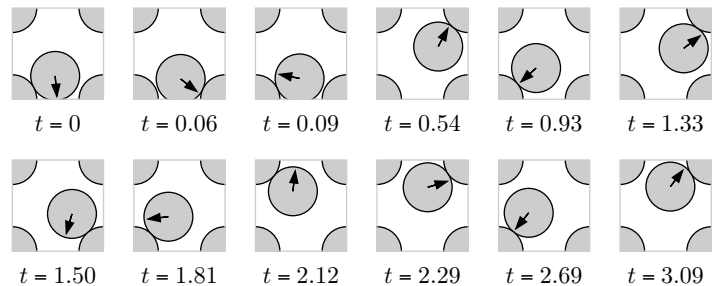 t = 0 t = 0.06 t = 0.09 t = 0.54 t = 0.93 t = 1.33
t = 1.50 t = 1.81 t = 2.12 t = 2.29 t = 2.69 t = 3.09